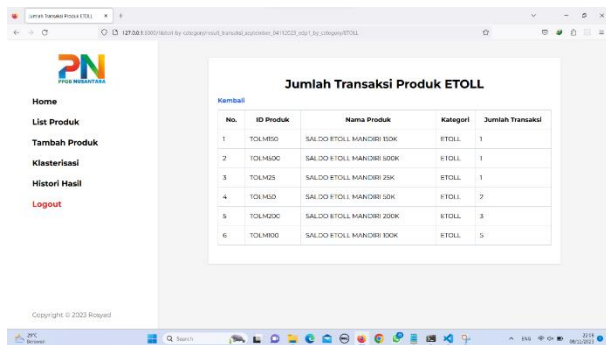 Jumlah Transaksi Produk ETOLL
PN
PPOB NUSANTARA
Home
List Produk
Tambah Produk
Klasterisasi
Histori Hasil
Logout
Copyright © 2023 Rosyad
Jumlah Transaksi Produk ETOLL
Kembali
No. ID Produk Nama Produk Kategori Jumlah Transaksi
1 TOLM150 SALDO ETOLL MANDIRI 150K ETOLL 1
2 TOLM500 SALDO ETOLL MANDIRI 500K ETOLL 1
3 TOLM25 SALDO ETOLL MANDIRI 25K ETOLL 1
4 TOLM50 SALDO ETOLL MANDIRI 50K ETOLL 2
5 TOLM200 SALDO ETOLL MANDIRI 200K ETOLL 3
6 TOLM100 SALDO ETOLL MANDIRI 100K ETOLL 5
29°C
Berawan
Search
ENG